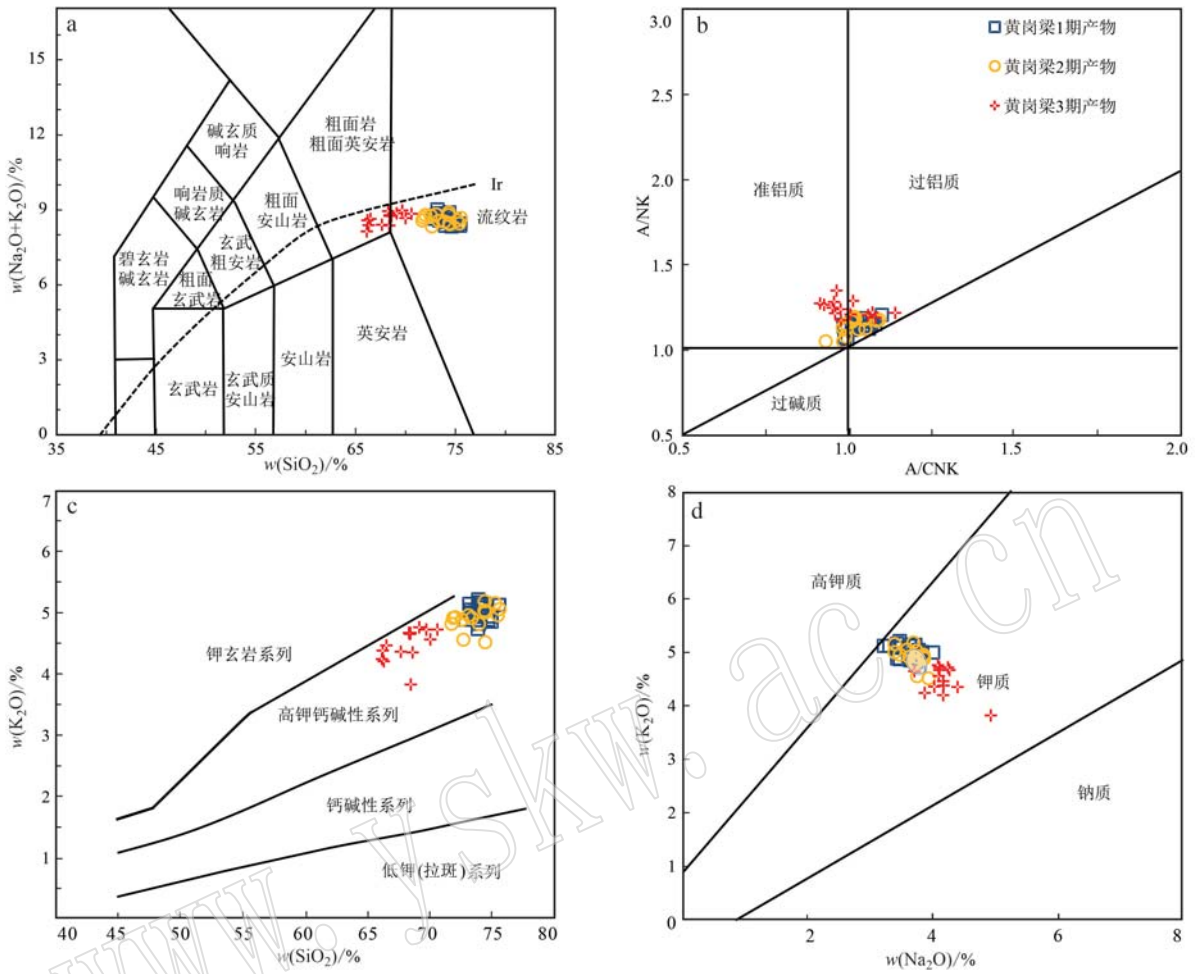 a
15
12
9
6
3
0
w(Na₂O+K₂O)/%
碱玄质
响岩
响岩质
碱玄岩
碧玄岩
碱玄岩
粗面
玄武岩
玄武
粗安岩
粗面
安山岩
粗面岩
粗面英安岩
Ir
流纹岩
玄武岩
玄武质
安山岩
安山岩
英安岩
35
45
55
65
75
85
w(SiO₂)/%
b
3.0
2.5
2.0
1.5
1.0
0.5
A/NK
黄岗梁1期产物
黄岗梁2期产物
黄岗梁3期产物
准铝质
过铝质
过碱质
0.5
1.0
1.5
2.0
A/CNK
c
7
6
5
4
3
2
1
w(K₂O)/%
钾玄岩系列
高钾钙碱性系列
钙碱性系列
低钾(拉斑)系列
40
45
50
55
60
65
70
75
80
w(SiO₂)/%
d
8
7
6
5
4
3
2
1
0
w(K₂O)/%
高钾质
钾质
钠质
2
4
6
8
w(Na₂O)/%
www.yskw.ac.cn